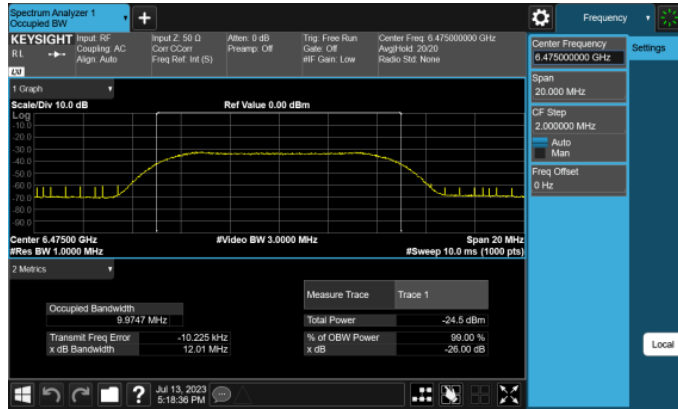 Spectrum Analyzer 1
Occupied BW
+
Frequency
KEYSIGHT
Input: RF
Coupling: AC
Align: Auto
Input Z: 50 Ω
Corr CCorr
Freq Ref: Int (S)
Atten: 0 dB
Preamp: Off
Trig: Free Run
Gate: Off
#IF Gain: Low
Center Freq: 6.475000000 GHz
Avg|Hold: 20/20
Radio Std: None
RL
LXI
Center Frequency
6.475000000 GHz
Settings
Span
20.000 MHz
CF Step
2.000000 MHz
Auto
Man
Freq Offset
0 Hz
Local
1 Graph
Scale/Div 10.0 dB
Ref Value 0.00 dBm
Log
-10.0
-20.0
-30.0
-40.0
-50.0
-60.0
-70.0
-80.0
-90.0
Center 6.47500 GHz
#Video BW 3.0000 MHz
Span 20 MHz
#Res BW 1.0000 MHz
#Sweep 10.0 ms (1000 pts)
2 Metrics
Measure Trace
Trace 1
Occupied Bandwidth
9.9747 MHz
Total Power
-24.5 dBm
Transmit Freq Error
-10.225 kHz
% of OBW Power
99.00 %
x dB Bandwidth
12.01 MHz
x dB
-26.00 dB
?
Jul 13, 2023
5:18:36 PM